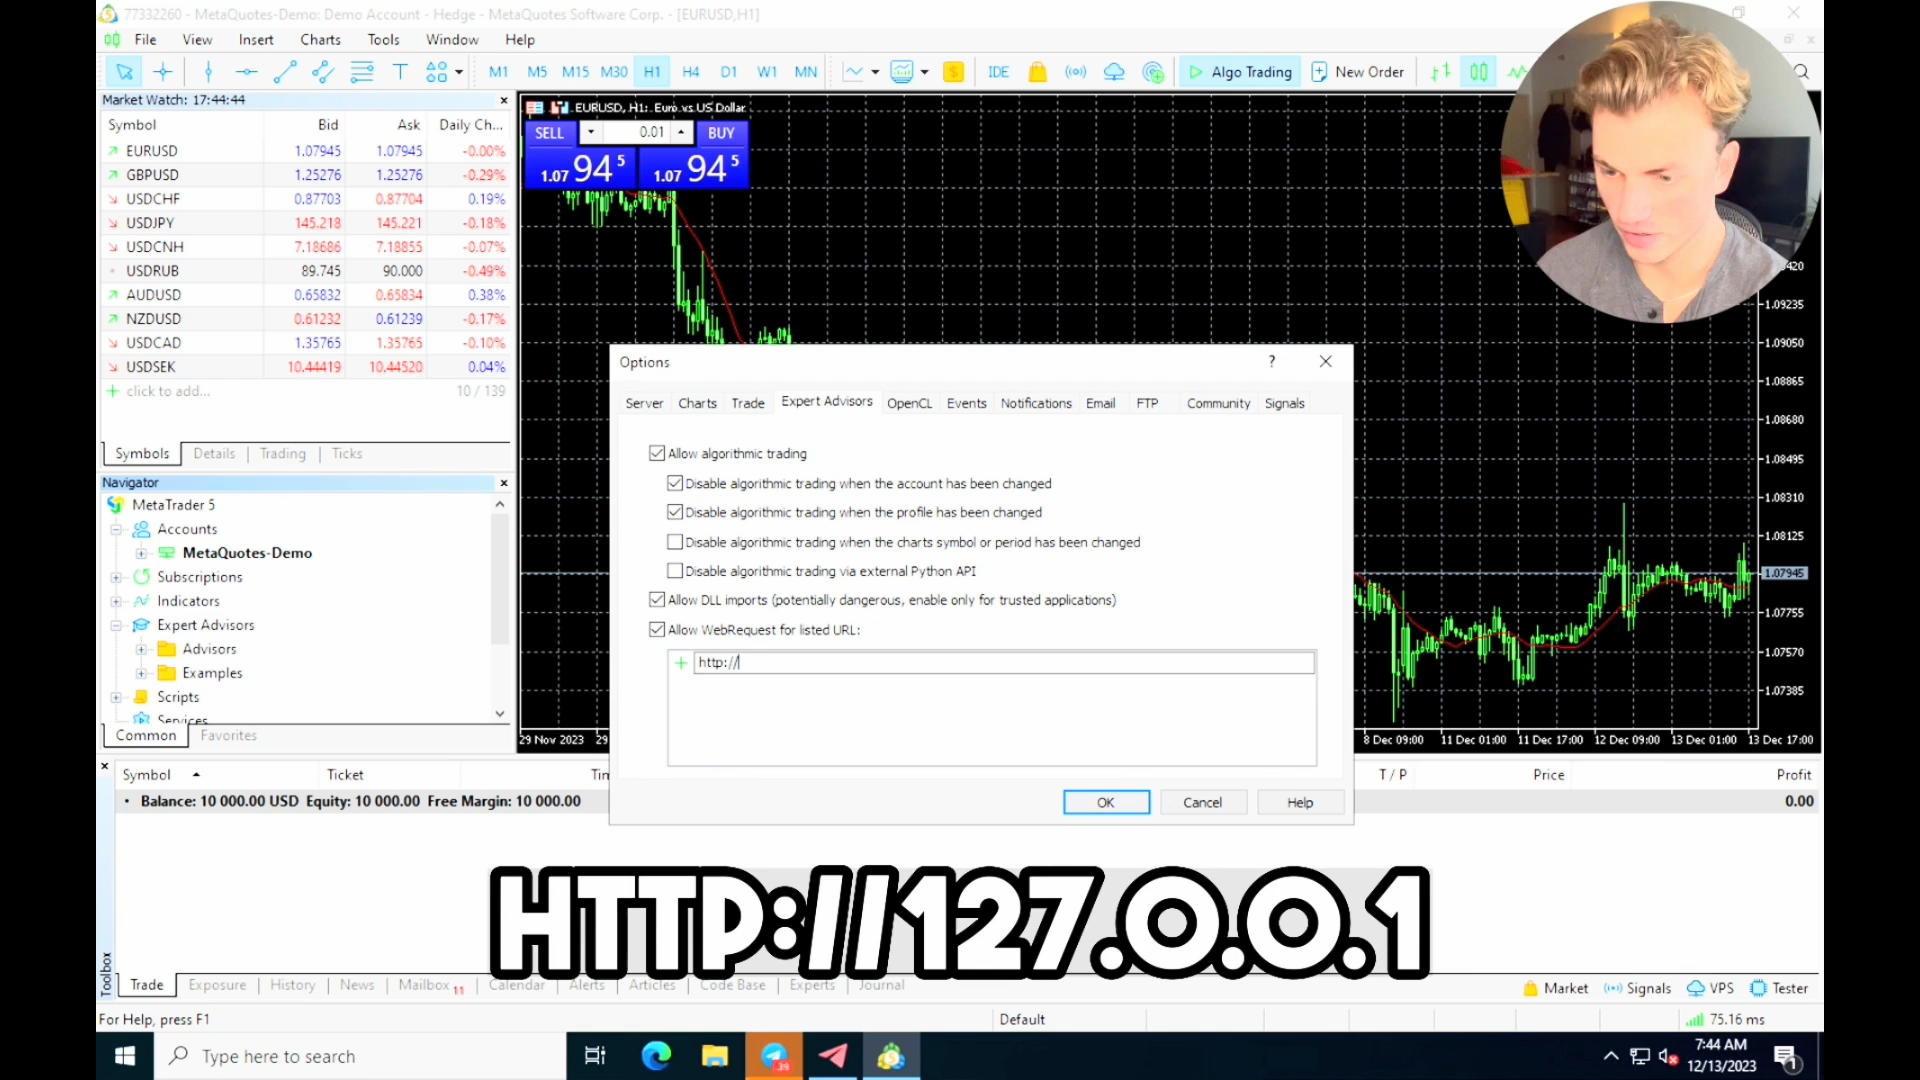 77332260 - MetaQuotes-Demo: Demo Account - Hedge - MetaQuotes Software Corp. - [EURUSD,H1]
File View Insert Charts Tools Window Help
M1 M5 M15 M30 H1 H4 D1 W1 MN IDE Algo Trading New Order
Market Watch: 17:44:44
Symbol Bid Ask Daily Ch...
EURUSD 1.07945 1.07945 -0.00%
GBPUSD 1.25276 1.25276 -0.29%
USDCHF 0.87703 0.87704 0.19%
USDJPY 145.218 145.221 -0.18%
USDCNH 7.18686 7.18855 -0.07%
USDRUB 89.745 90.000 -0.49%
AUDUSD 0.65832 0.65834 0.38%
NZDUSD 0.61232 0.61239 -0.17%
USDCAD 1.35765 1.35765 -0.10%
USDSEK 10.44419 10.44520 0.04%
click to add... 10 / 139
Symbols Details Trading Ticks
Navigator
MetaTrader 5
Accounts
MetaQuotes-Demo
Subscriptions
Indicators
Expert Advisors
Advisors
Examples
Scripts
Services
Common Favorites
EURUSD, H1: Euro vs US Dollar
SELL 0.01 BUY
1.07 94 5 1.07 94 5
420
1.09235
1.09050
1.08865
1.08680
1.08495
1.08310
1.08125
1.07945
1.07755
1.07570
1.07385
29 Nov 2023 29
8 Dec 09:00 11 Dec 01:00 11 Dec 17:00 12 Dec 09:00 13 Dec 01:00 13 Dec 17:00
Options ?
Server Charts Trade Expert Advisors OpenCL Events Notifications Email FTP Community Signals
Allow algorithmic trading
Disable algorithmic trading when the account has been changed
Disable algorithmic trading when the profile has been changed
Disable algorithmic trading when the charts symbol or period has been changed
Disable algorithmic trading via external Python API
Allow DLL imports (potentially dangerous, enable only for trusted applications)
Allow WebRequest for listed URL:
http://
OK Cancel Help
Symbol Ticket Tim T / P Price Profit
Balance: 10 000.00 USD Equity: 10 000.00 Free Margin: 10 000.00 0.00
HTTP://127.0.0.1
Toolbox
Trade Exposure History News Mailbox 11 Calendar Alerts Articles Code Base Experts Journal
Market Signals VPS Tester
For Help, press F1 Default 75.16 ms
Type here to search
7:44 AM
12/13/2023
1